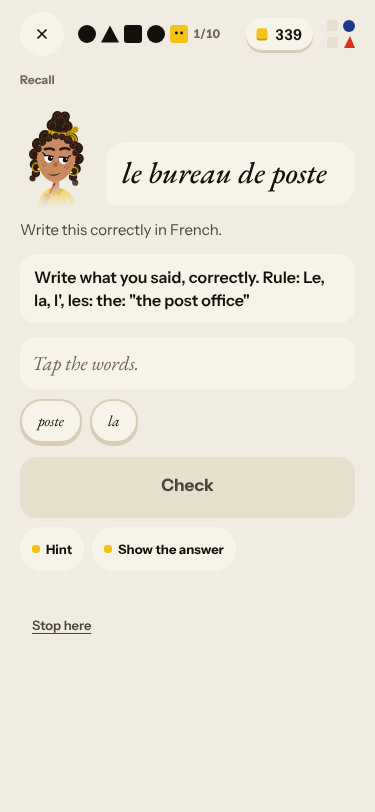 1/10
339
Recall
le bureau de poste
Write this correctly in French.
Write what you said, correctly. Rule: Le,
la, l', les: the: "the post office"
Tap the words.
poste
la
Check
Hint
Show the answer
Stop here